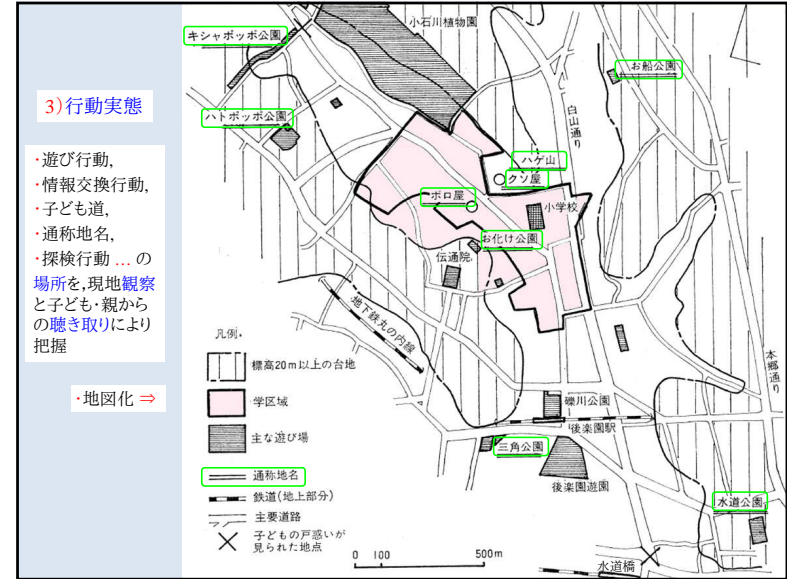 3)行動実態
・遊び行動,
・情報交換行動,
・子ども道,
・通称地名,
・探検行動 … の
場所を,現地観察
と子ども・親から
の聴き取りにより
把握
・地図化 ⇒
小石川植物園
キシャポッポ公園
お船公園
ハトポッポ公園
白山通り
ハゲ山
クソ屋
ボロ屋
小学校
お化け公園
伝通院
地下鉄丸の内線
本郷通り
礫川公園
後楽園駅
三角公園
後楽園遊園
水道公園
水道橋
凡例.
標高20m以上の台地
学区域
主な遊び場
通称地名
鉄道(地上部分)
主要道路
子どもの戸惑いが
見られた地点
0 100 500m